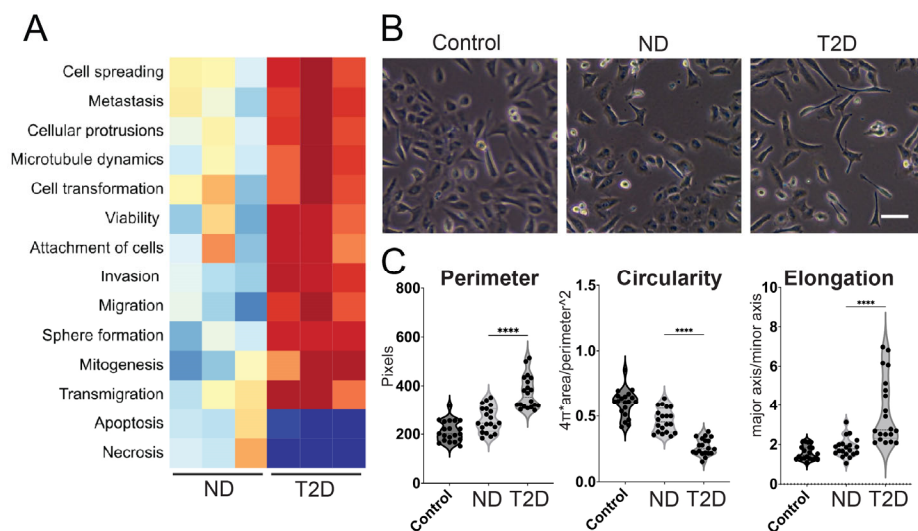 A
Cell spreading
Metastasis
Cellular protrusions
Microtubule dynamics
Cell transformation
Viability
Attachment of cells
Invasion
Migration
Sphere formation
Mitogenesis
Transmigration
Apoptosis
Necrosis
ND T2D
B
Control ND T2D
C
Perimeter
Pixels
800
600
400
200
0
****
Control ND T2D
Circularity
4π*area/perimeter^2
1.5
1.0
0.5
0.0
****
Control ND T2D
Elongation
major axis/minor axis
10
8
6
4
2
0
****
Control ND T2D